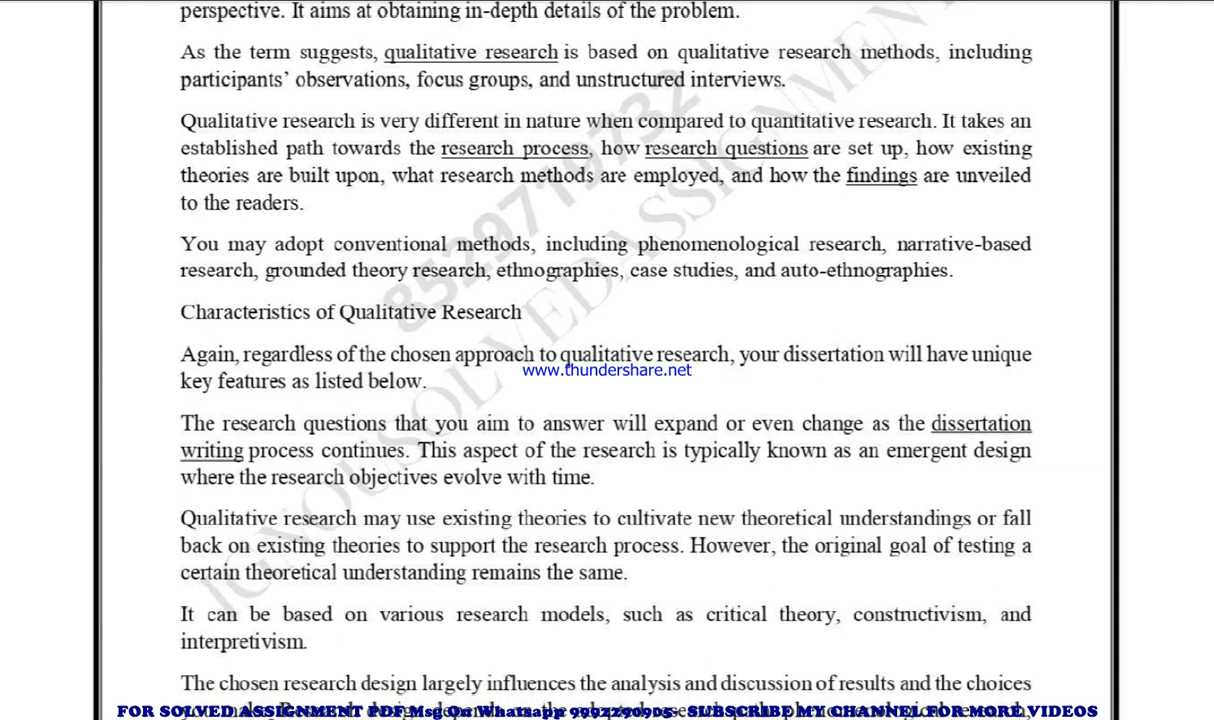 perspective. It aims at obtaining in-depth details of the problem.
As the term suggests, qualitative research is based on qualitative research methods, including
participants’ observations, focus groups, and unstructured interviews.
Qualitative research is very different in nature when compared to quantitative research. It takes an
established path towards the research process, how research questions are set up, how existing
theories are built upon, what research methods are employed, and how the findings are unveiled
to the readers.
You may adopt conventional methods, including phenomenological research, narrative-based
research, grounded theory research, ethnographies, case studies, and auto-ethnographies.
Characteristics of Qualitative Research
Again, regardless of the chosen approach to qualitative research, your dissertation will have unique
www.thundershare.net
key features as listed below.
The research questions that you aim to answer will expand or even change as the dissertation
writing process continues. This aspect of the research is typically known as an emergent design
where the research objectives evolve with time.
Qualitative research may use existing theories to cultivate new theoretical understandings or fall
back on existing theories to support the research process. However, the original goal of testing a
certain theoretical understanding remains the same.
It can be based on various research models, such as critical theory, constructivism, and
interpretivism.
The chosen research design largely influences the analysis and discussion of results and the choices
FOR SOLVED ASSIGNMENT PDF Msg On Whatsapp 9992790905- SUBSCRIBE MY CHANNEL FOR MORE VIDEOS
8529719732
IGNOUSOLVEDASSIGNMENT